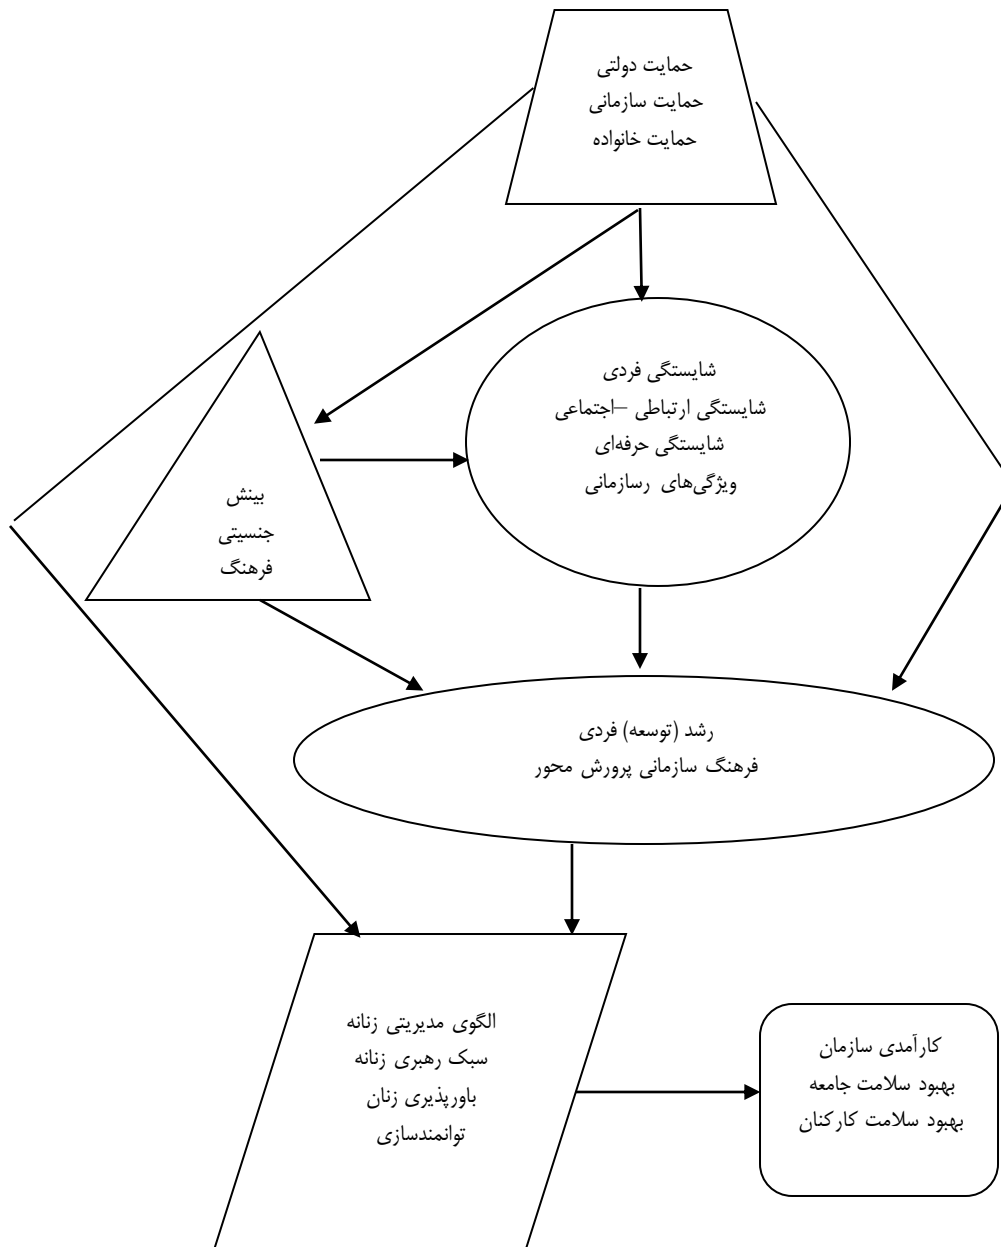 حمایت دولتی
حمایت سازمانی
حمایت خانواده
شایستگی فردی
شایستگی ارتباطی –اجتماعی
شایستگی حرفه‌ای
ویژگی‌های رسازمانی
بینش
جنسیتی
فرهنگ
رشد (توسعه) فردی
فرهنگ سازمانی پرورش محور
الگوی مدیریتی زنانه
سبک رهبری زنانه
باورپذیری زنان
توانمندسازی
کارآمدی سازمان
بهبود سلامت جامعه
بهبود سلامت کارکنان